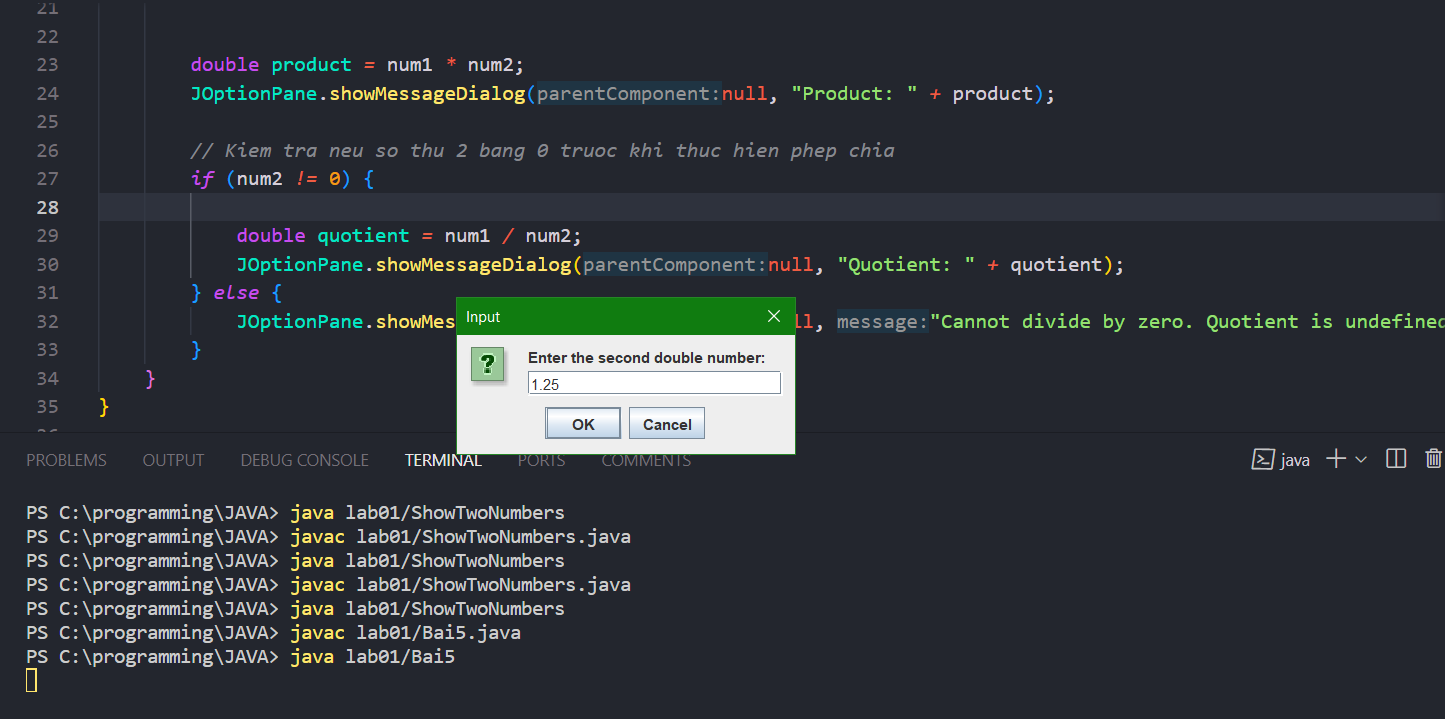 21
22
23 double product = num1 * num2;
24 JOptionPane.showMessageDialog(parentComponent:null, "Product: " + product);
25
26 // Kiem tra neu so thu 2 bang 0 truoc khi thuc hien phep chia
27 if (num2 != 0) {
28
29 double quotient = num1 / num2;
30 JOptionPane.showMessageDialog(parentComponent:null, "Quotient: " + quotient);
31 } else {
32 JOptionPane.showMes ll, message:"Cannot divide by zero. Quotient is undefined
33 }
34 }
35 }
Input
Enter the second double number:
1.25
OK Cancel
PROBLEMS OUTPUT DEBUG CONSOLE TERMINAL PORTS COMMENTS java
PS C:\programming\JAVA> java lab01/ShowTwoNumbers
PS C:\programming\JAVA> javac lab01/ShowTwoNumbers.java
PS C:\programming\JAVA> java lab01/ShowTwoNumbers
PS C:\programming\JAVA> javac lab01/ShowTwoNumbers.java
PS C:\programming\JAVA> java lab01/ShowTwoNumbers
PS C:\programming\JAVA> javac lab01/Bai5.java
PS C:\programming\JAVA> java lab01/Bai5